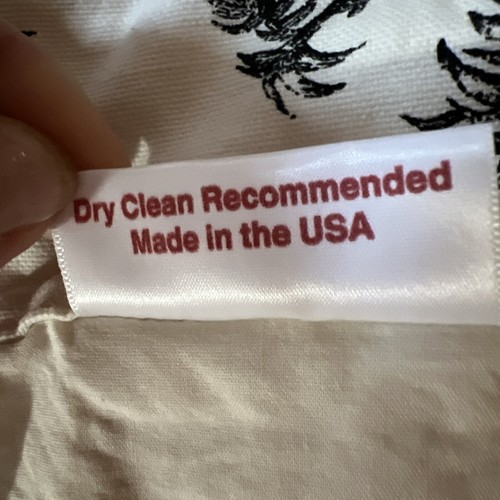 Dry Clean Recommended
Made in the USA